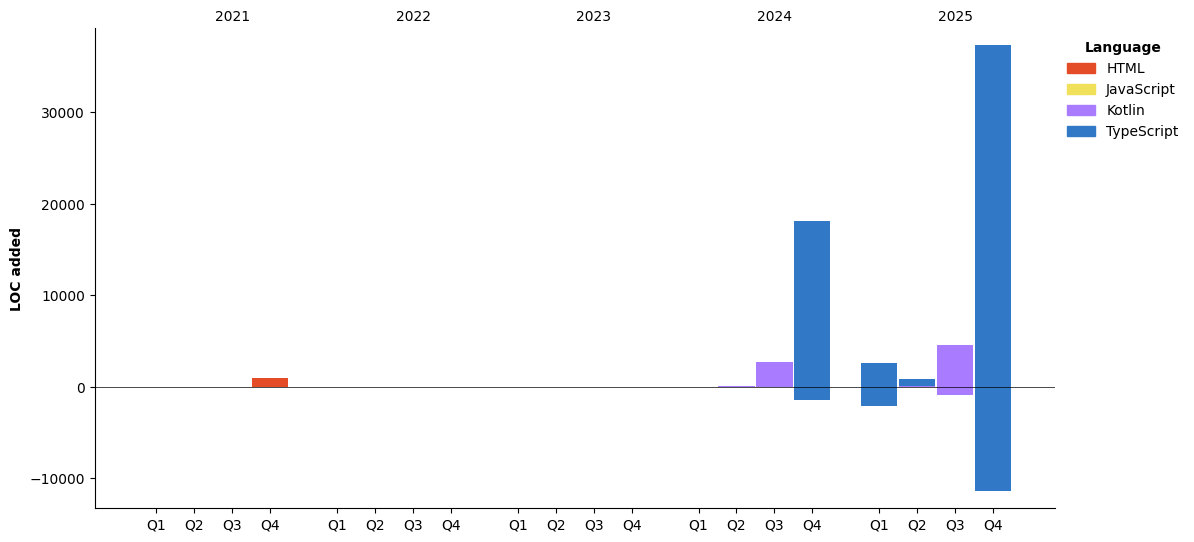 2021 2022 2023 2024 2025
Language
HTML
JavaScript
Kotlin
TypeScript
LOC added
30000
20000
10000
0
−10000
Q1 Q2 Q3 Q4 Q1 Q2 Q3 Q4 Q1 Q2 Q3 Q4 Q1 Q2 Q3 Q4 Q1 Q2 Q3 Q4